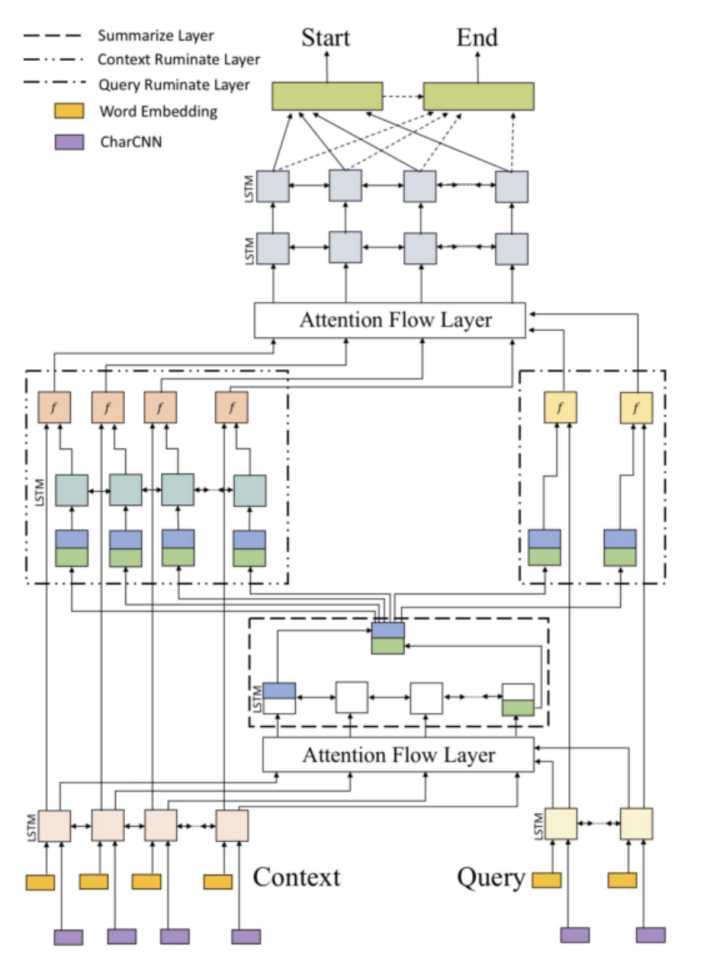 Summarize Layer
Context Ruminate Layer
Query Ruminate Layer
Word Embedding
CharCNN
Start
End
LSTM
LSTM
Attention Flow Layer
f
f
f
f
f
f
LSTM
LSTM
Attention Flow Layer
LSTM
LSTM
Context
Query